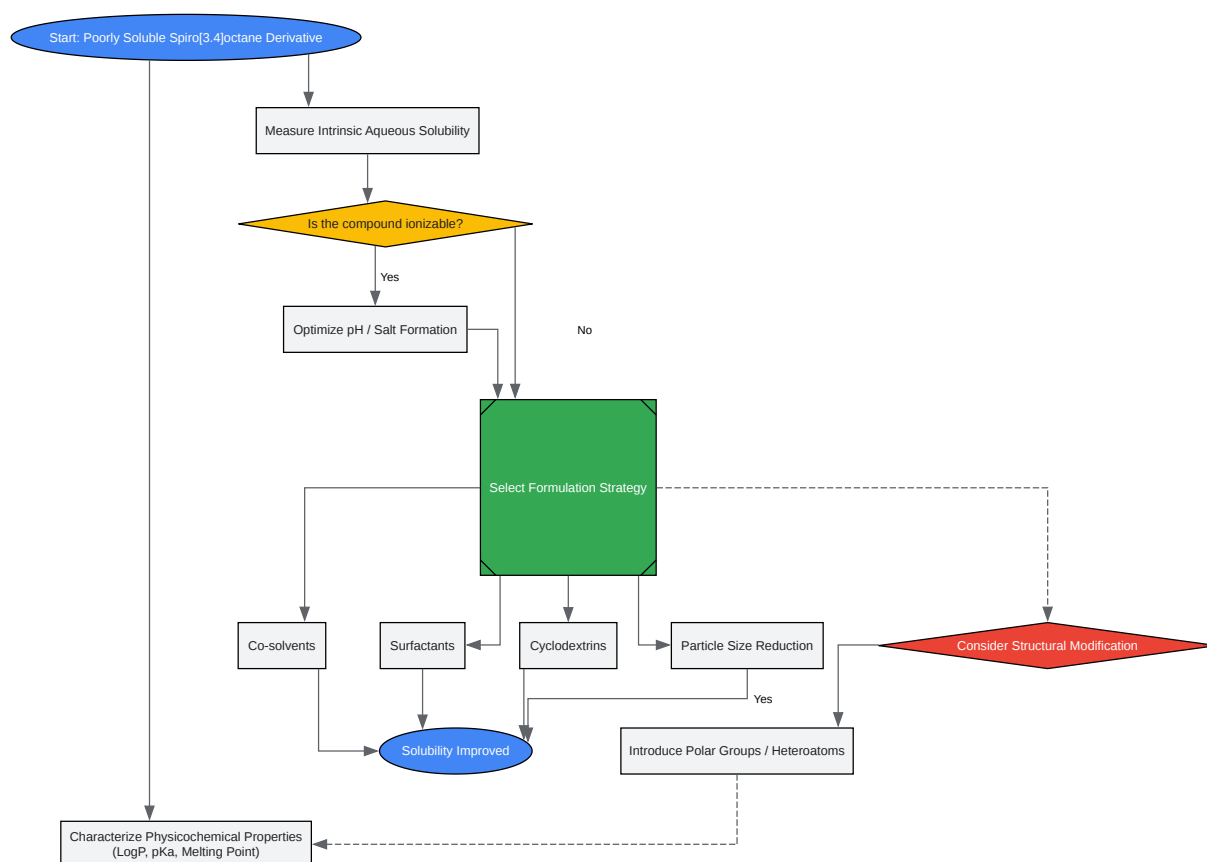 Start: Poorly Soluble Spiro[3.4]octane Derivative
Measure Intrinsic Aqueous Solubility
Is the compound ionizable?
Yes
Optimize pH / Salt Formation
No
Select Formulation Strategy
Co-solvents
Surfactants
Cyclodextrins
Particle Size Reduction
Consider Structural Modification
Yes
Solubility Improved
Introduce Polar Groups / Heteroatoms
Characterize Physicochemical Properties
(LogP, pKa, Melting Point)